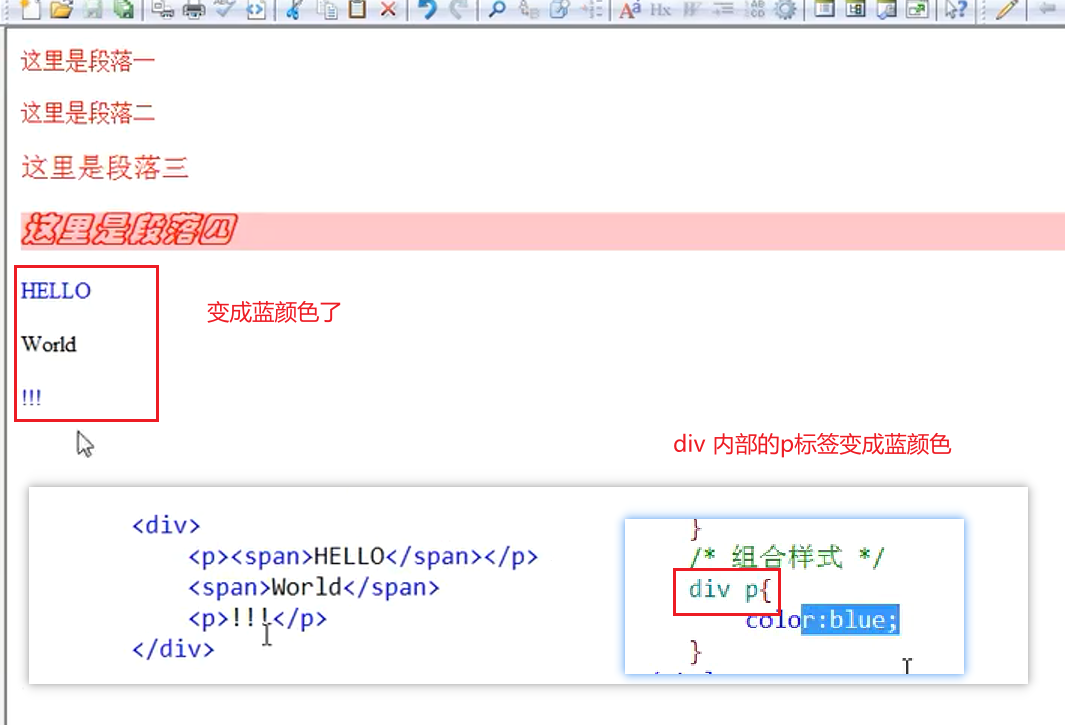 这里是段落一
这里是段落二
这里是段落三
这里是段落四
HELLO
变成蓝颜色了
World
!!!
div 内部的p标签变成蓝颜色
<div>
<p><span>HELLO</span></p>
<span>World</span>
<p>!!!</p>
</div>
}
/* 组合样式 */
div p{
color:blue;
}